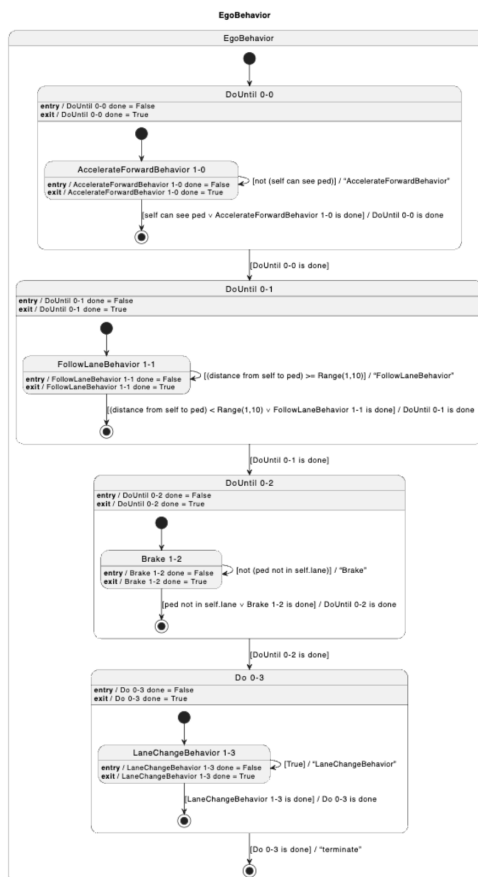 EgoBehavior
EgoBehavior
DoUntil 0-0
entry / DoUntil 0-0 done = False
exit / DoUntil 0-0 done = True
AccelerateForwardBehavior 1-0
entry / AccelerateForwardBehavior 1-0 done = False
exit / AccelerateForwardBehavior 1-0 done = True
[not (self can see ped)] / "AccelerateForwardBehavior"
[self can see ped v AccelerateForwardBehavior 1-0 is done] / DoUntil 0-0 is done
[DoUntil 0-0 is done]
DoUntil 0-1
entry / DoUntil 0-1 done = False
exit / DoUntil 0-1 done = True
FollowLaneBehavior 1-1
entry / FollowLaneBehavior 1-1 done = False
exit / FollowLaneBehavior 1-1 done = True
[(distance from self to ped) >= Range(1,10)] / "FollowLaneBehavior"
[(distance from self to ped) < Range(1,10) v FollowLaneBehavior 1-1 is done] / DoUntil 0-1 is done
[DoUntil 0-1 is done]
DoUntil 0-2
entry / DoUntil 0-2 done = False
exit / DoUntil 0-2 done = True
Brake 1-2
entry / Brake 1-2 done = False
exit / Brake 1-2 done = True
[not (ped not in self.lane)] / "Brake"
[ped not in self.lane v Brake 1-2 is done] / DoUntil 0-2 is done
[DoUntil 0-2 is done]
Do 0-3
entry / Do 0-3 done = False
exit / Do 0-3 done = True
LaneChangeBehavior 1-3
entry / LaneChangeBehavior 1-3 done = False
exit / LaneChangeBehavior 1-3 done = True
[True] / "LaneChangeBehavior"
[LaneChangeBehavior 1-3 is done] / Do 0-3 is done
[Do 0-3 is done] / "terminate"